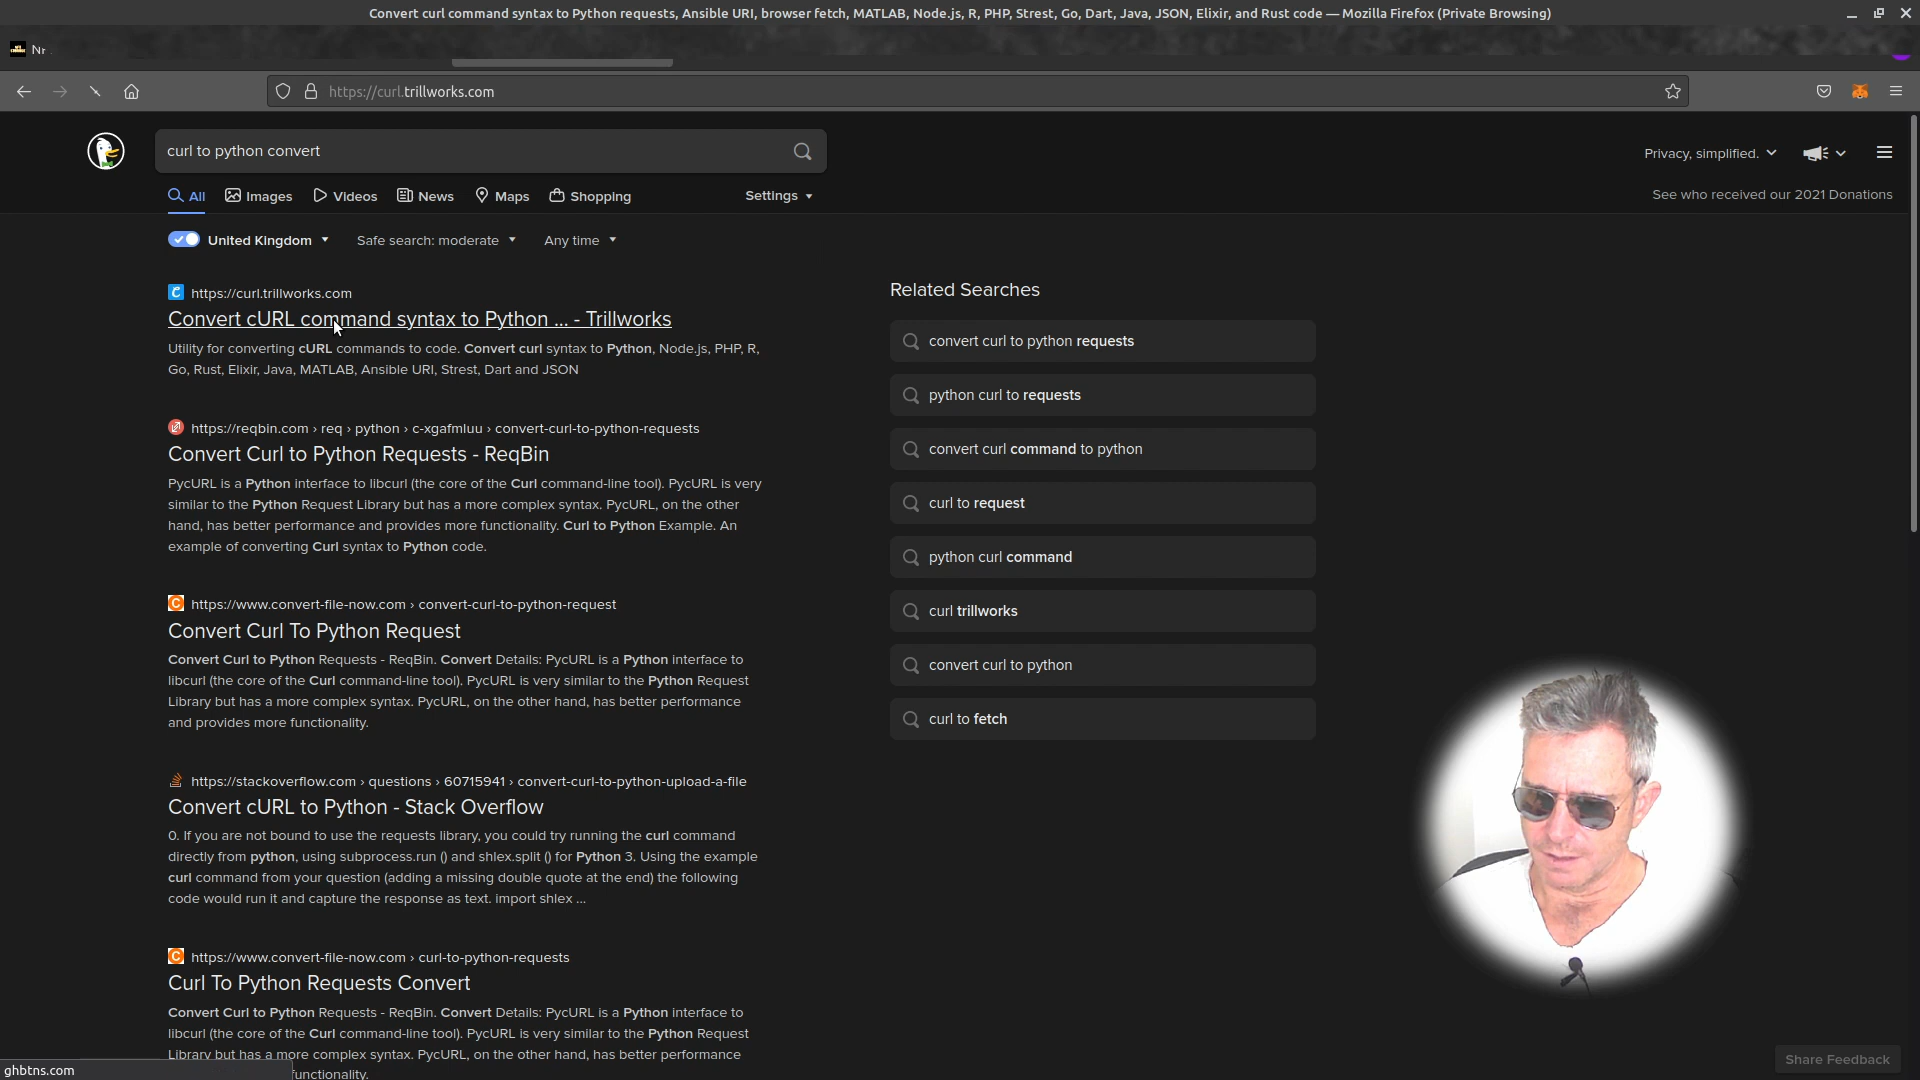 Convert curl command syntax to Python requests, Ansible URI, browser fetch, MATLAB, Node.js, R, PHP, Strest, Go, Dart, Java, JSON, Elixir, and Rust code — Mozilla Firefox (Private Browsing)
https://curl.trillworks.com
curl to python convert
Privacy, simplified.
All Images Videos News Maps Shopping Settings
See who received our 2021 Donations
United Kingdom Safe search: moderate Any time
https://curl.trillworks.com
Convert cURL command syntax to Python ... - Trillworks
Utility for converting cURL commands to code. Convert curl syntax to Python, Node.js, PHP, R,
Go, Rust, Elixir, Java, MATLAB, Ansible URI, Strest, Dart and JSON
https://reqbin.com › req › python › c-xgafmluu › convert-curl-to-python-requests
Convert Curl to Python Requests - ReqBin
PycURL is a Python interface to libcurl (the core of the Curl command-line tool). PycURL is very
similar to the Python Request Library but has a more complex syntax. PycURL, on the other
hand, has better performance and provides more functionality. Curl to Python Example. An
example of converting Curl syntax to Python code.
https://www.convert-file-now.com › convert-curl-to-python-request
Convert Curl To Python Request
Convert Curl to Python Requests - ReqBin. Convert Details: PycURL is a Python interface to
libcurl (the core of the Curl command-line tool). PycURL is very similar to the Python Request
Library but has a more complex syntax. PycURL, on the other hand, has better performance
and provides more functionality.
https://stackoverflow.com › questions › 60715941 › convert-curl-to-python-upload-a-file
Convert cURL to Python - Stack Overflow
0. If you are not bound to use the requests library, you could try running the curl command
directly from python, using subprocess.run () and shlex.split () for Python 3. Using the example
curl command from your question (adding a missing double quote at the end) the following
code would run it and capture the response as text. import shlex ...
https://www.convert-file-now.com › curl-to-python-requests
Curl To Python Requests Convert
Convert Curl to Python Requests - ReqBin. Convert Details: PycURL is a Python interface to
libcurl (the core of the Curl command-line tool). PycURL is very similar to the Python Request
Library but has a more complex syntax. PycURL, on the other hand, has better performance
functionality.
Related Searches
convert curl to python requests
python curl to requests
convert curl command to python
curl to request
python curl command
curl trillworks
convert curl to python
curl to fetch
Share Feedback
ghbtns.com